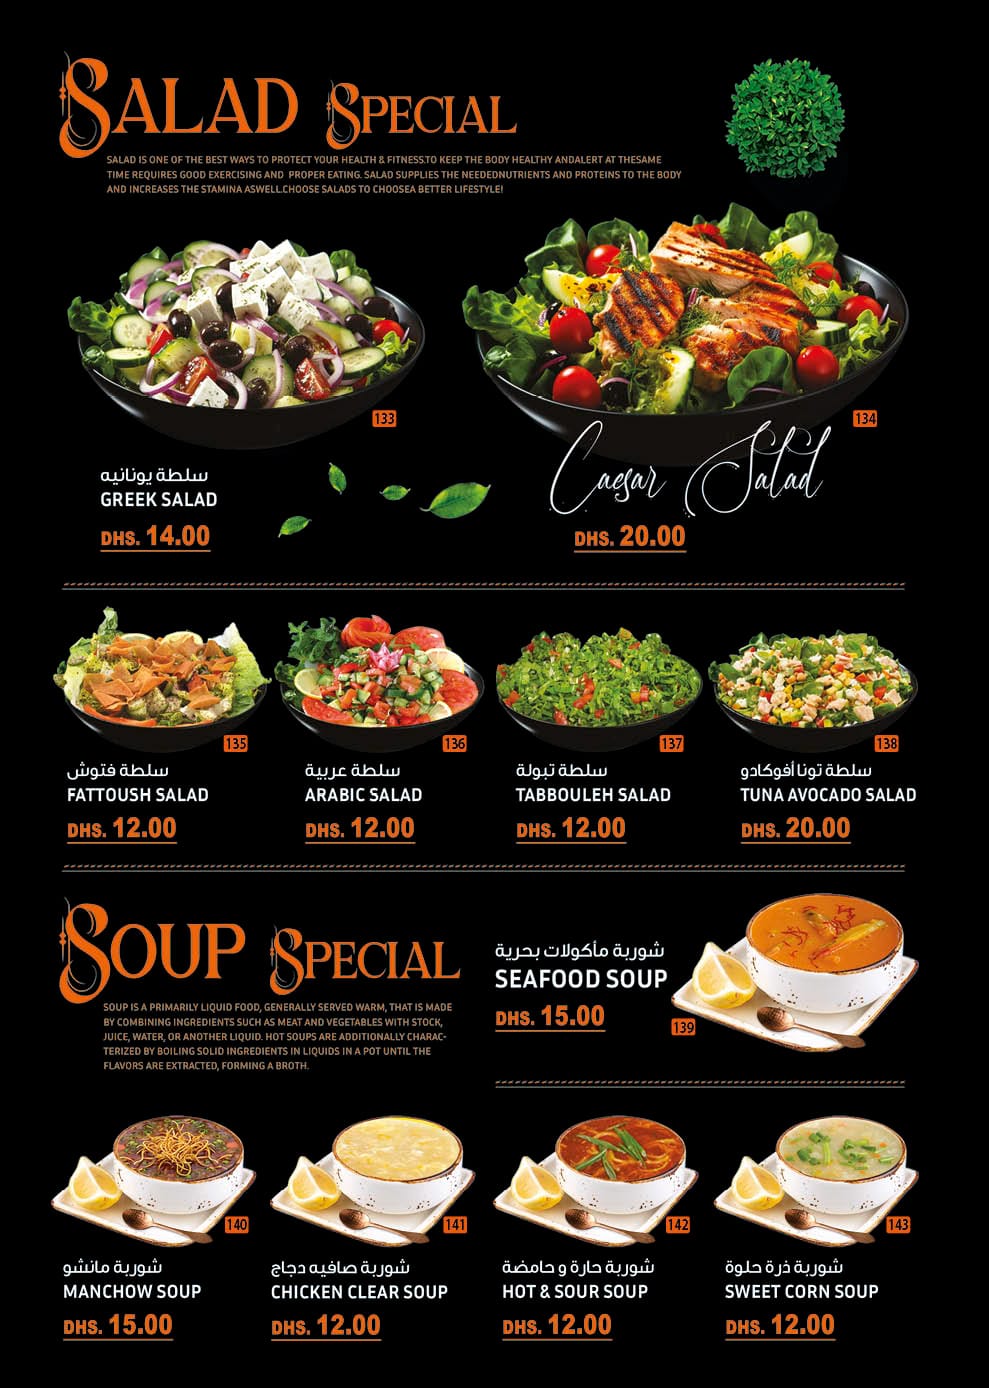 SALAD SPECIAL
SALAD IS ONE OF THE BEST WAYS TO PROTECT YOUR HEALTH & FITNESS.TO KEEP THE BODY HEALTHY ANDALERT AT THESAME
TIME REQUIRES GOOD EXERCISING AND PROPER EATING. SALAD SUPPLIES THE NEEDEDNUTRIENTS AND PROTEINS TO THE BODY
AND INCREASES THE STAMINA ASWELL.CHOOSE SALADS TO CHOOSEA BETTER LIFESTYLE!
133
سلطة يونانيه
GREEK SALAD
DHS. 14.00
134
Caesar Salad
DHS. 20.00
135
سلطة فتوش
FATTOUSH SALAD
DHS. 12.00
136
سلطة عربية
ARABIC SALAD
DHS. 12.00
137
سلطة تبولة
TABBOULEH SALAD
DHS. 12.00
138
سلطة تونا أفوكادو
TUNA AVOCADO SALAD
DHS. 20.00
SOUP SPECIAL
SOUP IS A PRIMARILY LIQUID FOOD, GENERALLY SERVED WARM, THAT IS MADE
BY COMBINING INGREDIENTS SUCH AS MEAT AND VEGETABLES WITH STOCK,
JUICE, WATER, OR ANOTHER LIQUID. HOT SOUPS ARE ADDITIONALLY CHARAC-
TERIZED BY BOILING SOLID INGREDIENTS IN LIQUIDS IN A POT UNTIL THE
FLAVORS ARE EXTRACTED, FORMING A BROTH.
شوربة مأكولات بحرية
SEAFOOD SOUP
DHS. 15.00
139
140
شوربة مانشو
MANCHOW SOUP
DHS. 15.00
141
شوربة صافيه دجاج
CHICKEN CLEAR SOUP
DHS. 12.00
142
شوربة حارة و حامضة
HOT & SOUR SOUP
DHS. 12.00
143
شوربة ذرة حلوة
SWEET CORN SOUP
DHS. 12.00